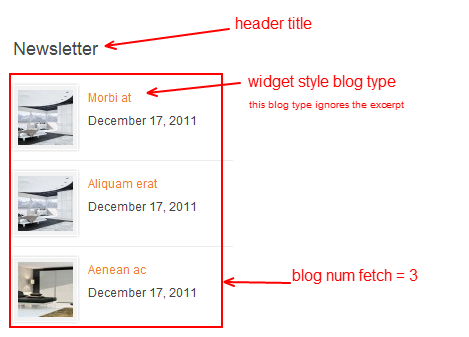 header title
Newsletter
widget style blog type
this blog type ignores the excerpt
Morbi at
December 17, 2011
Aliquam erat
December 17, 2011
Aenean ac
December 17, 2011
blog num fetch = 3